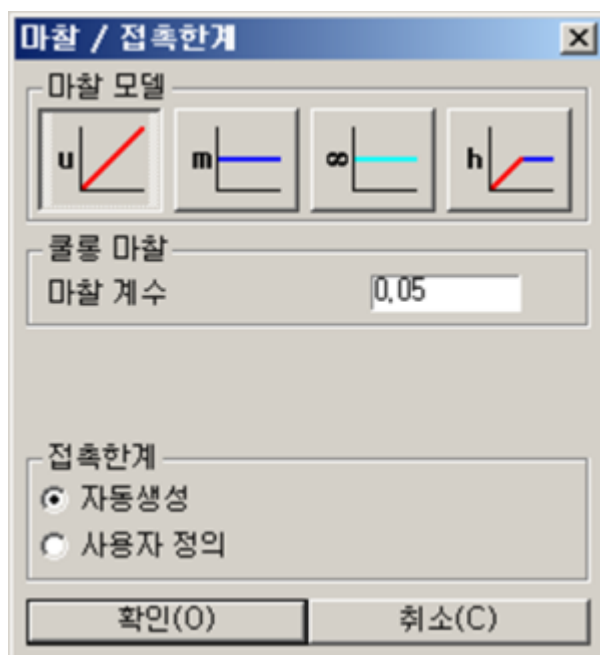 마찰 / 접촉한계
마찰 모델
u m ∞ h
쿨롱 마찰
마찰 계수 0.05
접촉한계
자동생성
사용자 정의
확인(O) 취소(C)